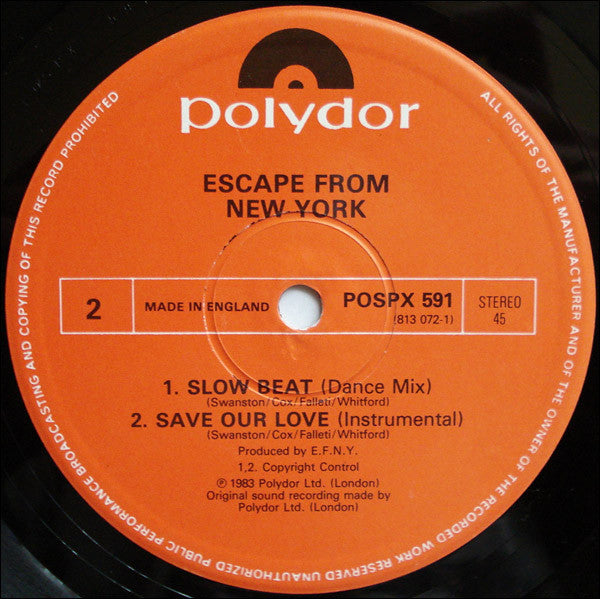 polydor
ESCAPE FROM
NEW YORK
2
MADE IN ENGLAND
POSPX 591
(813 072-1)
STEREO
45
1. SLOW BEAT (Dance Mix)
(Swanston/Cox/Falleti/Whitford)
2. SAVE OUR LOVE (Instrumental)
(Swanston/Cox/Falleti/Whitford)
Produced by E.F.N.Y.
1,2. Copyright Control
℗ 1983 Polydor Ltd. (London)
Original sound recording made by
Polydor Ltd. (London)
ALL RIGHTS OF THE MANUFACTURER AND OF THE OWNER OF THE RECORDED WORK RESERVED UNAUTHORIZED PUBLIC PERFORMANCE BROADCASTING AND COPYING OF THIS RECORD PROHIBITED